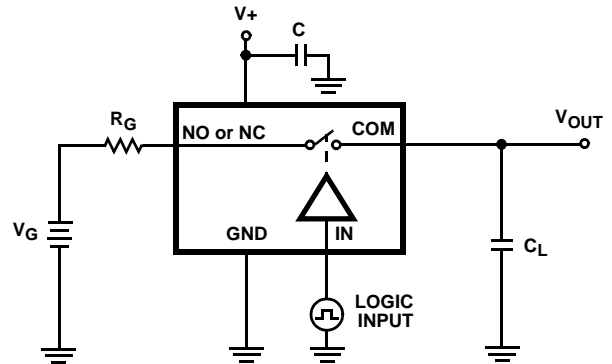 V+
C
RG
NO or NC
COM
VOUT
VG
GND
IN
CL
LOGIC
INPUT